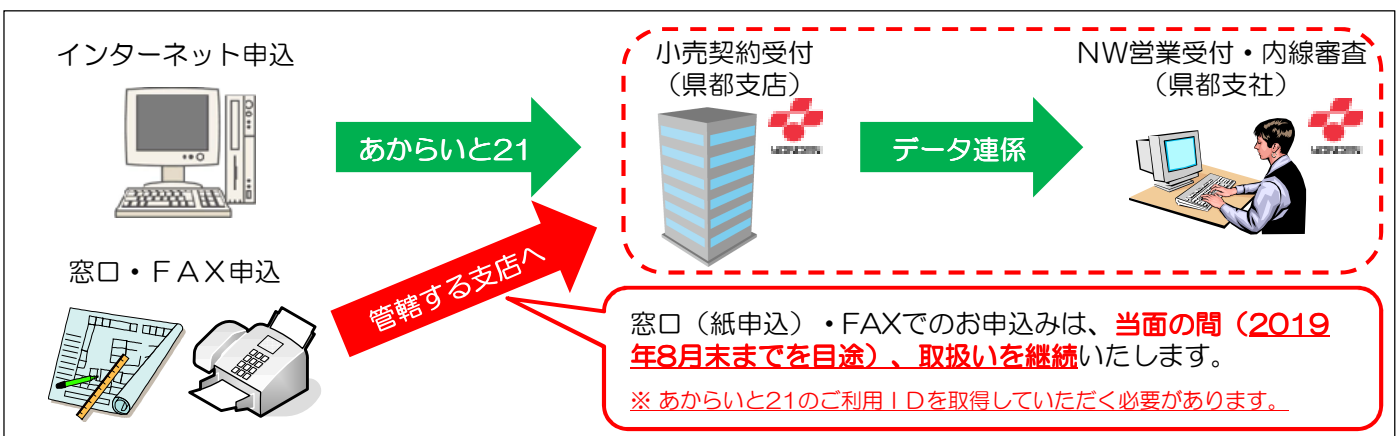 インターネット申込
小売契約受付
（県都支店）
NW営業受付・内線審査
（県都支社）
あからいと21
データ連係
窓口・ＦＡＸ申込
管轄する支店へ
窓口（紙申込）・FAXでのお申込みは、当面の間（2019
年8月末までを目途）、取扱いを継続いたします。
※ あからいと21のご利用ＩＤを取得していただく必要があります。